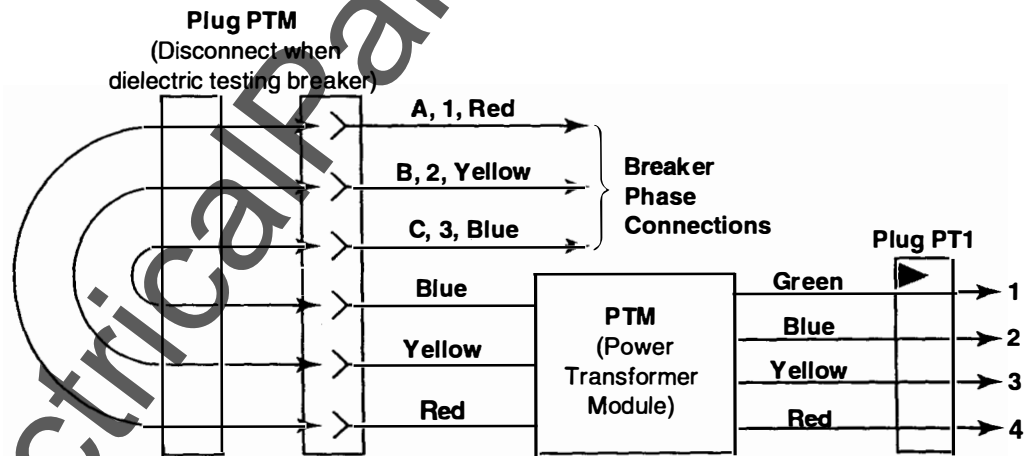 Plug PTM
(Disconnect when
dielectric testing breaker)
A, 1, Red
B, 2, Yellow
C, 3, Blue
Breaker
Phase
Connections
Blue
Yellow
Red
PTM
(Power
Transformer
Module)
Plug PT1
Green
Blue
Yellow
Red
1
2
3
4
ctricalPa